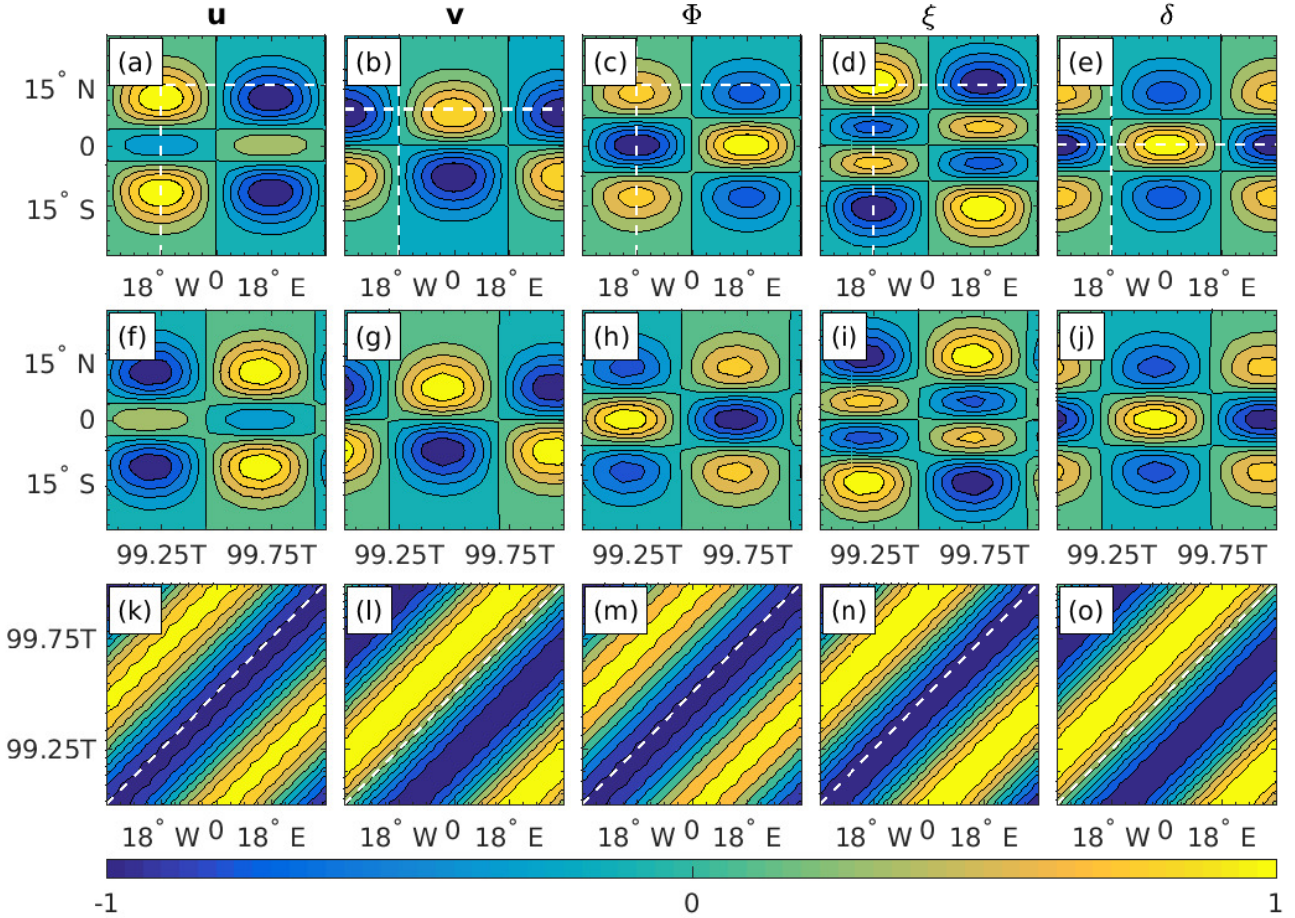 u v Φ ξ δ
(a) (b) (c) (d) (e)
15° N
0
15° S
18° W 0 18° E 18° W 0 18° E 18° W 0 18° E 18° W 0 18° E 18° W 0 18° E
(f) (g) (h) (i) (j)
15° N
0
15° S
99.25T 99.75T 99.25T 99.75T 99.25T 99.75T 99.25T 99.75T 99.25T 99.75T
(k) (l) (m) (n) (o)
99.75T
99.25T
18° W 0 18° E 18° W 0 18° E 18° W 0 18° E 18° W 0 18° E 18° W 0 18° E
-1 0 1